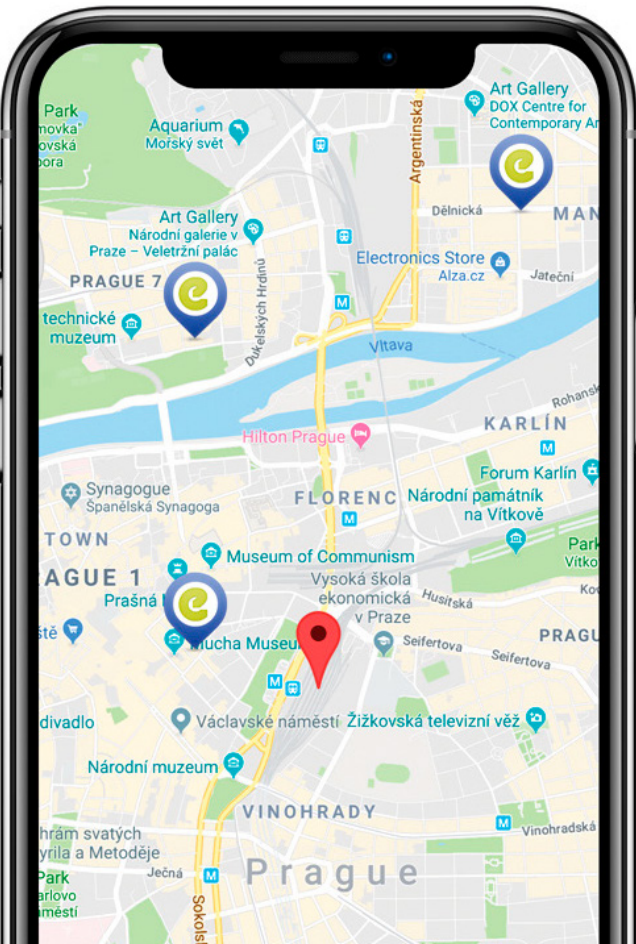 Park
movka"
ovská
bora
Aquarium
Mořský svět
Argentinská
Art Gallery
DOX Centre for
Contemporary Ar
Art Gallery
Národní galerie v
Praze – Veletržní palác
Dělnická
MAN
PRAGUE 7
Electronics Store
Alza.cz
Jateční
technické
muzeum
Dukelských Hrdinů
M
Vltava
Rohansk
Hilton Prague
KARLÍN
M
Forum Karlín
Synagogue
Španělská Synagoga
FLORENC
M
Národní památník
na Vítkově
TOWN
AGUE 1
Museum of Communism
Park
Vítko
Prašná
Vysoká škola
ekonomická
v Praze
Husitská
Kov
ště
Mucha Museu
Seifertova
Seifertova
PRAGU
M
divadlo
Václavské náměstí
Žižkovská televizní věž
Národní muzeum
VINOHRADY
M
Vinohradská
hrám svatých
yrila a Metoděje
Ječná
M
Prague
Park
arlovo
áměstí
Sokolsl